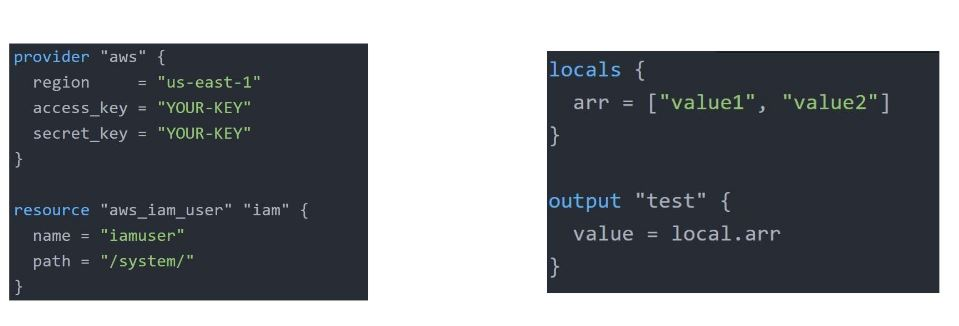 provider "aws" {
  region     = "us-east-1"
  access_key = "YOUR-KEY"
  secret_key = "YOUR-KEY"
}

resource "aws_iam_user" "iam" {
  name = "iamuser"
  path = "/system/"
}
locals {
  arr = ["value1", "value2"]
}

output "test" {
  value = local.arr
}